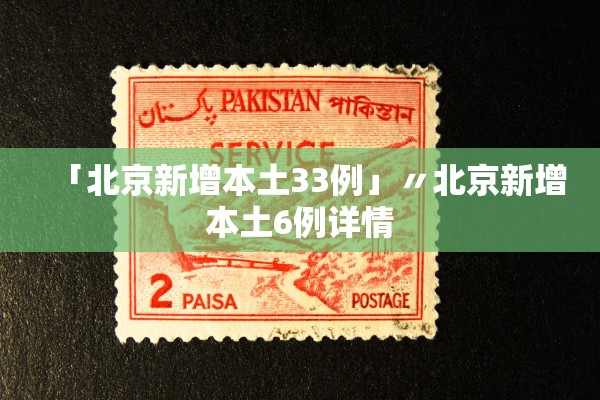 پاکستان PAKISTAN পাকিস্তান
SERVICE
「北京新增本土33例」〃北京新增
本土6例详情
2 PAISA POSTAGE